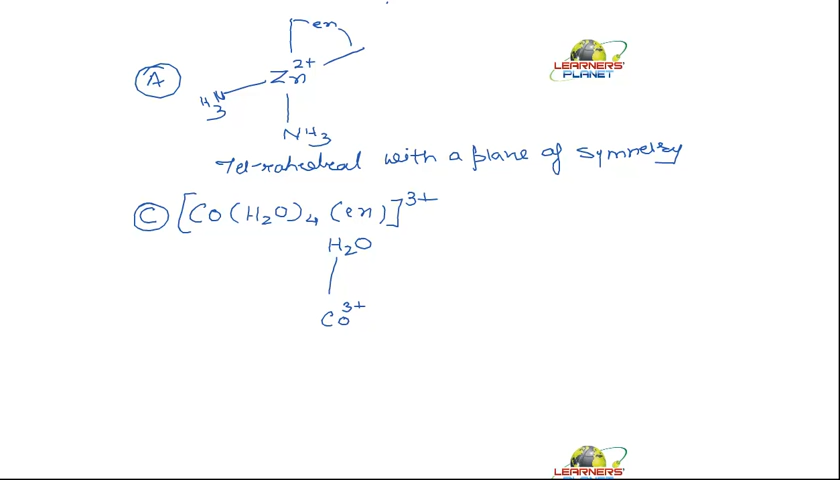 en
LEARNERS'
PLANET
A
Zn2+
H3N
NH3
Tetrahedral with a plane of symmetry
C [Co(H2O)4 (en)]3+
H2O
Co3+
LEARNERS'